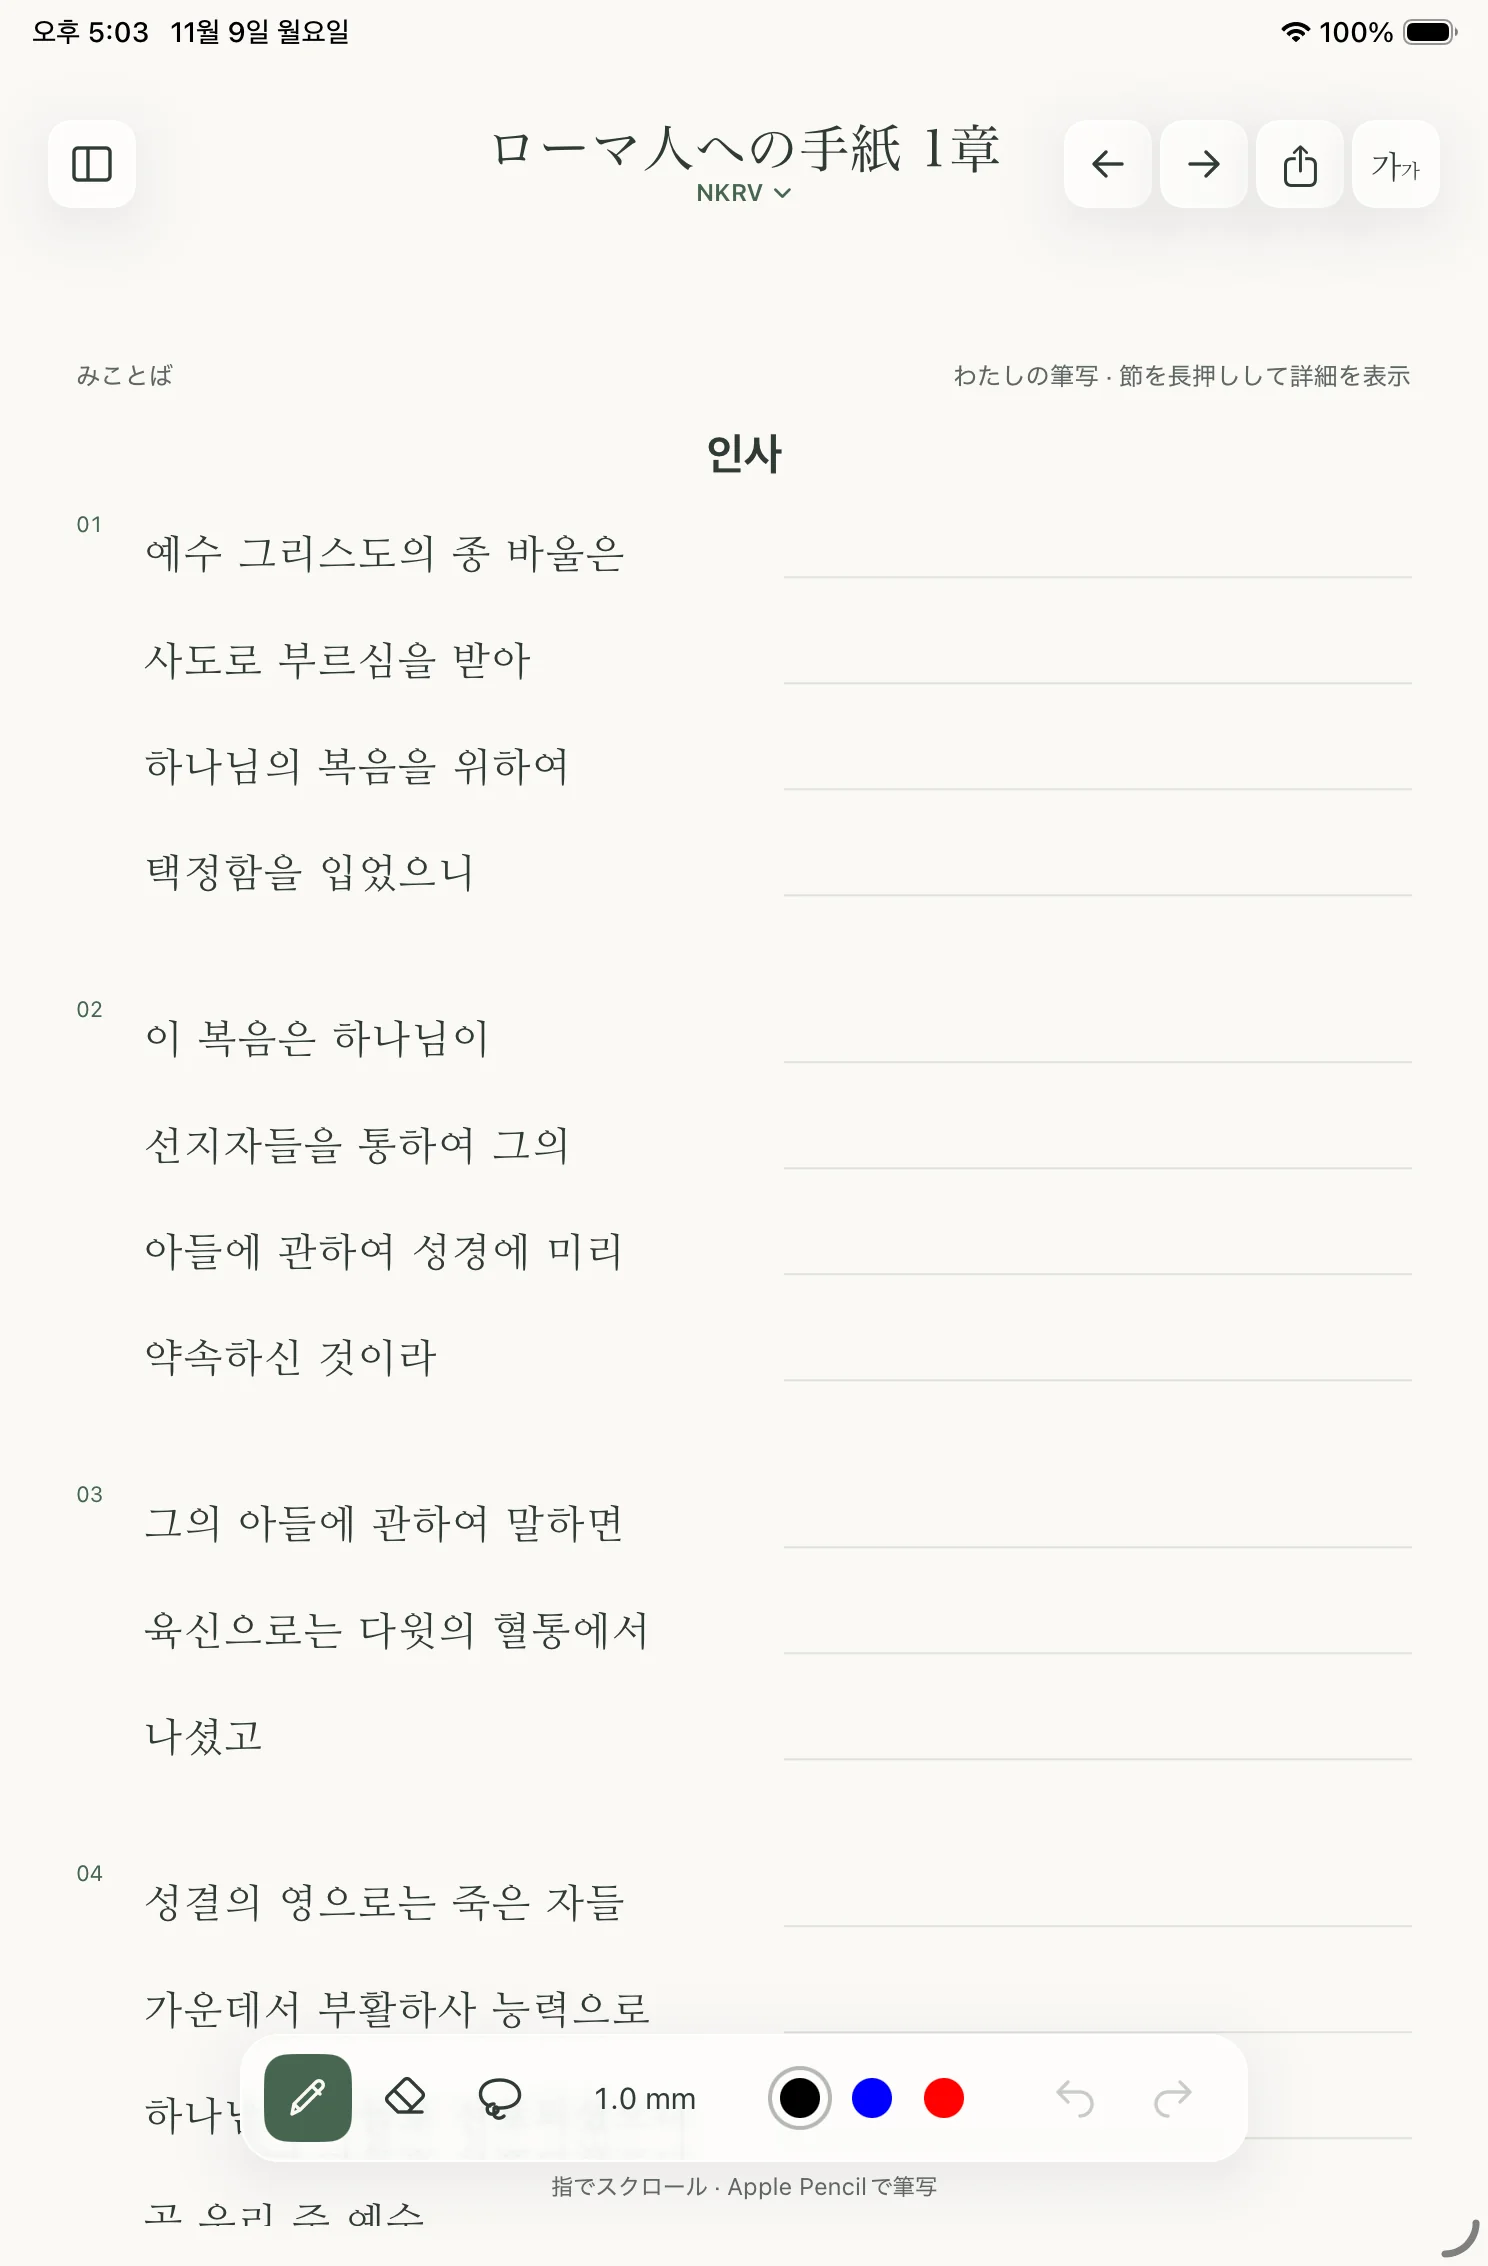 오후 5:03 11월 9일 월요일
100%
ローマ人への手紙 1章
NKRV
가가
みことば
わたしの筆写 · 節を長押しして詳細を表示
인사
01
예수 그리스도의 종 바울은
사도로 부르심을 받아
하나님의 복음을 위하여
택정함을 입었으니
02
이 복음은 하나님이
선지자들을 통하여 그의
아들에 관하여 성경에 미리
약속하신 것이라
03
그의 아들에 관하여 말하면
육신으로는 다윗의 혈통에서
나셨고
04
성결의 영으로는 죽은 자들
가운데서 부활하사 능력으로
하나
1.0 mm
指でスクロール · Apple Pencilで筆写